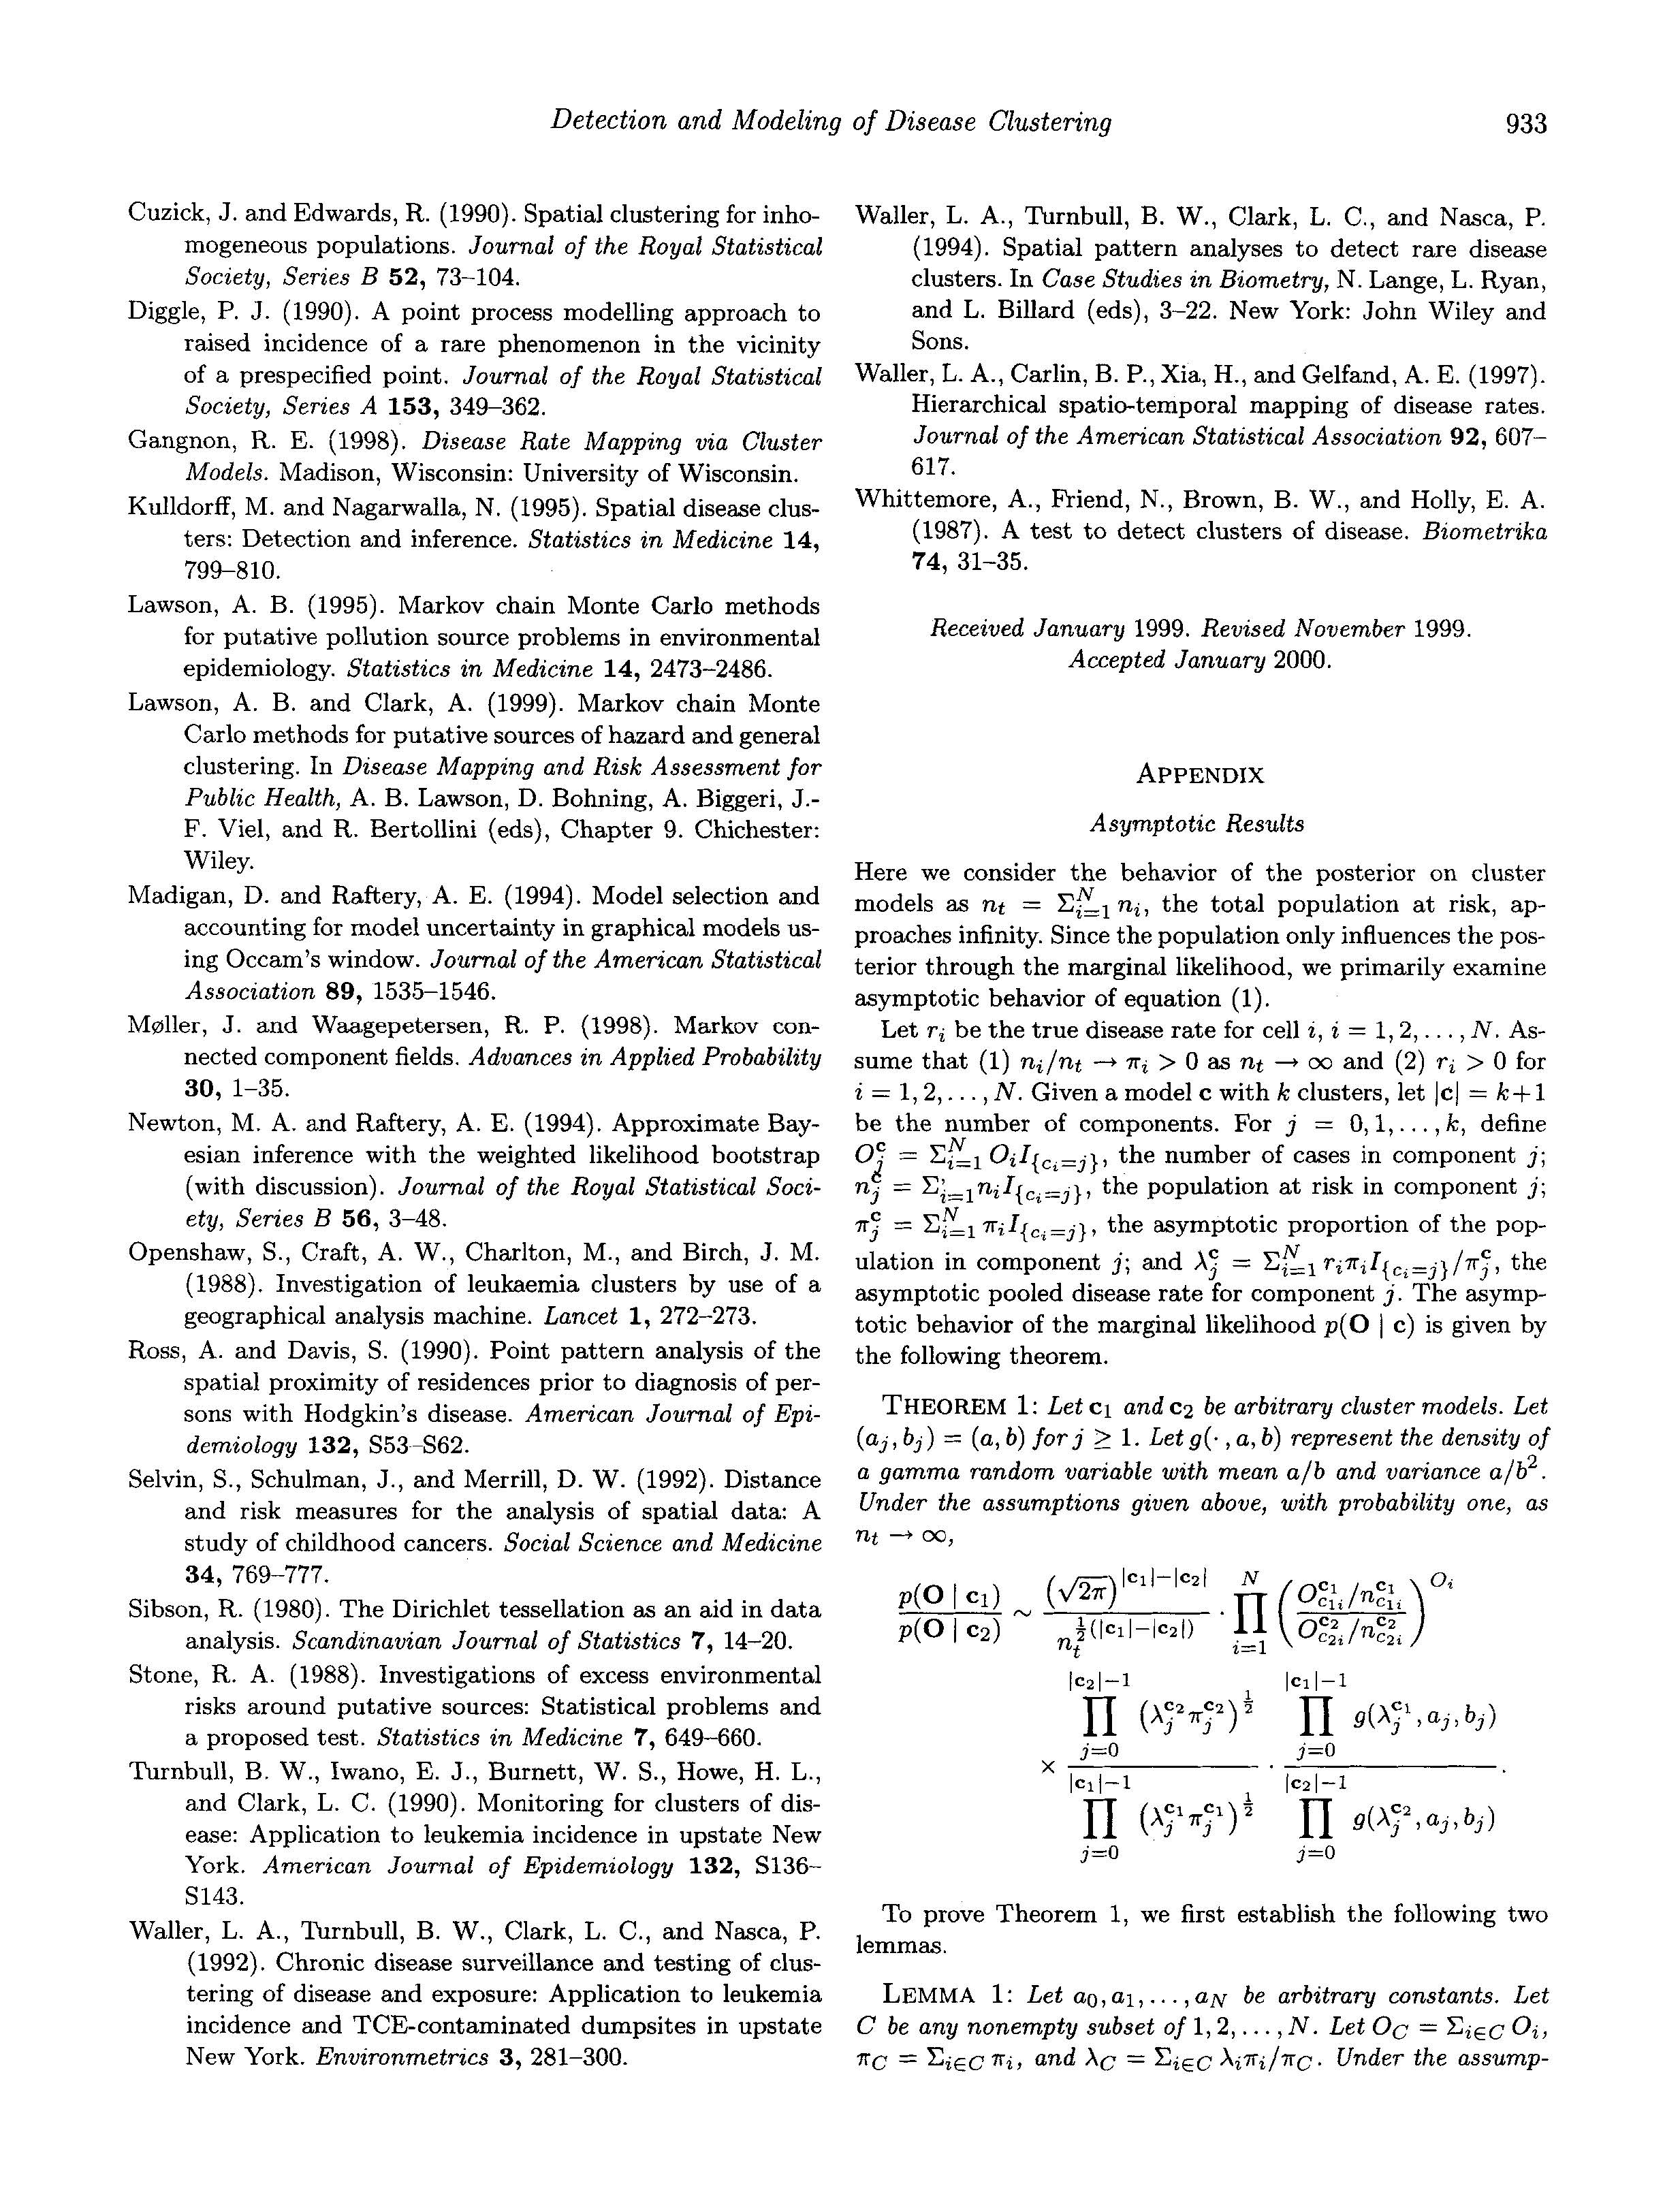 Detection and Modeling of Disease Clustering
933
Cuzick, J. and Edwards, R. (1990). Spatial clustering for inho-
mogeneous populations. Journal of the Royal Statistical
Society, Series B 52, 73–104.
Diggle, P. J. (1990). A point process modelling approach to
raised incidence of a rare phenomenon in the vicinity
of a prespecified point. Journal of the Royal Statistical
Society, Series A 153, 349–362.
Gangnon, R. E. (1998). Disease Rate Mapping via Cluster
Models. Madison, Wisconsin: University of Wisconsin.
Kulldorff, M. and Nagarwalla, N. (1995). Spatial disease clus-
ters: Detection and inference. Statistics in Medicine 14,
799–810.
Lawson, A. B. (1995). Markov chain Monte Carlo methods
for putative pollution source problems in environmental
epidemiology. Statistics in Medicine 14, 2473–2486.
Lawson, A. B. and Clark, A. (1999). Markov chain Monte
Carlo methods for putative sources of hazard and general
clustering. In Disease Mapping and Risk Assessment for
Public Health, A. B. Lawson, D. Bohning, A. Biggeri, J.-
F. Viel, and R. Bertollini (eds), Chapter 9. Chichester:
Wiley.
Madigan, D. and Raftery, A. E. (1994). Model selection and
accounting for model uncertainty in graphical models us-
ing Occam's window. Journal of the American Statistical
Association 89, 1535–1546.
Møller, J. and Waagepetersen, R. P. (1998). Markov con-
nected component fields. Advances in Applied Probability
30, 1–35.
Newton, M. A. and Raftery, A. E. (1994). Approximate Bay-
esian inference with the weighted likelihood bootstrap
(with discussion). Journal of the Royal Statistical Soci-
ety, Series B 56, 3–48.
Openshaw, S., Craft, A. W., Charlton, M., and Birch, J. M.
(1988). Investigation of leukaemia clusters by use of a
geographical analysis machine. Lancet 1, 272–273.
Ross, A. and Davis, S. (1990). Point pattern analysis of the
spatial proximity of residences prior to diagnosis of per-
sons with Hodgkin's disease. American Journal of Epi-
demiology 132, S53–S62.
Selvin, S., Schulman, J., and Merrill, D. W. (1992). Distance
and risk measures for the analysis of spatial data: A
study of childhood cancers. Social Science and Medicine
34, 769–777.
Sibson, R. (1980). The Dirichlet tessellation as an aid in data
analysis. Scandinavian Journal of Statistics 7, 14–20.
Stone, R. A. (1988). Investigations of excess environmental
risks around putative sources: Statistical problems and
a proposed test. Statistics in Medicine 7, 649–660.
Turnbull, B. W., Iwano, E. J., Burnett, W. S., Howe, H. L.,
and Clark, L. C. (1990). Monitoring for clusters of dis-
ease: Application to leukemia incidence in upstate New
York. American Journal of Epidemiology 132, S136–
S143.
Waller, L. A., Turnbull, B. W., Clark, L. C., and Nasca, P.
(1992). Chronic disease surveillance and testing of clus-
tering of disease and exposure: Application to leukemia
incidence and TCE-contaminated dumpsites in upstate
New York. Environmetrics 3, 281–300.
Waller, L. A., Turnbull, B. W., Clark, L. C., and Nasca, P.
(1994). Spatial pattern analyses to detect rare disease
clusters. In Case Studies in Biometry, N. Lange, L. Ryan,
and L. Billard (eds), 3–22. New York: John Wiley and
Sons.
Waller, L. A., Carlin, B. P., Xia, H., and Gelfand, A. E. (1997).
Hierarchical spatio-temporal mapping of disease rates.
Journal of the American Statistical Association 92, 607–
617.
Whittemore, A., Friend, N., Brown, B. W., and Holly, E. A.
(1987). A test to detect clusters of disease. Biometrika
74, 31–35.
Received January 1999. Revised November 1999.
Accepted January 2000.
APPENDIX
Asymptotic Results
Here we consider the behavior of the posterior on cluster
models as $n_t = \Sigma_{i=1}^N n_i$, the total population at risk, ap-
proaches infinity. Since the population only influences the pos-
terior through the marginal likelihood, we primarily examine
asymptotic behavior of equation (1).
Let $r_i$ be the true disease rate for cell $i$, $i = 1, 2, \ldots, N$. As-
sume that (1) $n_i/n_t \to \pi_i > 0$ as $n_t \to \infty$ and (2) $r_i > 0$ for
$i = 1, 2, \ldots, N$. Given a model $\mathbf{c}$ with $k$ clusters, let $|\mathbf{c}| = k+1$
be the number of components. For $j = 0, 1, \ldots, k$, define
$O_j^{\mathbf{c}} = \Sigma_{i=1}^N O_i I_{\{c_i=j\}}$, the number of cases in component $j$;
$n_j^{\mathbf{c}} = \Sigma_{i=1} n_i I_{\{c_i=j\}}$, the population at risk in component $j$;
$\pi_j^{\mathbf{c}} = \Sigma_{i=1}^N \pi_i I_{\{c_i=j\}}$, the asymptotic proportion of the pop-
ulation in component $j$; and $\lambda_j^{\mathbf{c}} = \Sigma_{i=1}^N r_i \pi_i I_{\{c_i=j\}}/\pi_j^{\mathbf{c}}$, the
asymptotic pooled disease rate for component $j$. The asymp-
totic behavior of the marginal likelihood $p(\mathbf{O} \mid \mathbf{c})$ is given by
the following theorem.
THEOREM 1: Let $\mathbf{c}_1$ and $\mathbf{c}_2$ be arbitrary cluster models. Let
$(a_j, b_j) = (a, b)$ for $j \geq 1$. Let $g(\cdot, a, b)$ represent the density of
a gamma random variable with mean $a/b$ and variance $a/b^2$.
Under the assumptions given above, with probability one, as
$n_t \to \infty$,
$\frac{p(\mathbf{O} \mid \mathbf{c}_1)}{p(\mathbf{O} \mid \mathbf{c}_2)} \sim \frac{(\sqrt{2\pi})^{|\mathbf{c}_1|-|\mathbf{c}_2|}}{n_t^{\frac{1}{2}(|\mathbf{c}_1|-|\mathbf{c}_2|)}} \cdot \prod_{i=1}^N \left( \frac{O_{c_{1i}}^{\mathbf{c}_1}/n_{c_{1i}}^{\mathbf{c}_1}}{O_{c_{2i}}^{\mathbf{c}_2}/n_{c_{2i}}^{\mathbf{c}_2}} \right)^{O_i}$
$\times \frac{\prod_{j=0}^{|\mathbf{c}_2|-1} (\lambda_j^{\mathbf{c}_2} \pi_j^{\mathbf{c}_2})^{\frac{1}{2}}}{\prod_{j=0}^{|\mathbf{c}_1|-1} (\lambda_j^{\mathbf{c}_1} \pi_j^{\mathbf{c}_1})^{\frac{1}{2}}} \cdot \frac{\prod_{j=0}^{|\mathbf{c}_1|-1} g(\lambda_j^{\mathbf{c}_1}, a_j, b_j)}{\prod_{j=0}^{|\mathbf{c}_2|-1} g(\lambda_j^{\mathbf{c}_2}, a_j, b_j)}.$
To prove Theorem 1, we first establish the following two
lemmas.
LEMMA 1: Let $a_0, a_1, \ldots, a_N$ be arbitrary constants. Let
$C$ be any nonempty subset of $1, 2, \ldots, N$. Let $O_C = \Sigma_{i \in C} O_i$,
$\pi_C = \Sigma_{i \in C} \pi_i$, and $\lambda_C = \Sigma_{i \in C} \lambda_i \pi_i / \pi_C$. Under the assump-